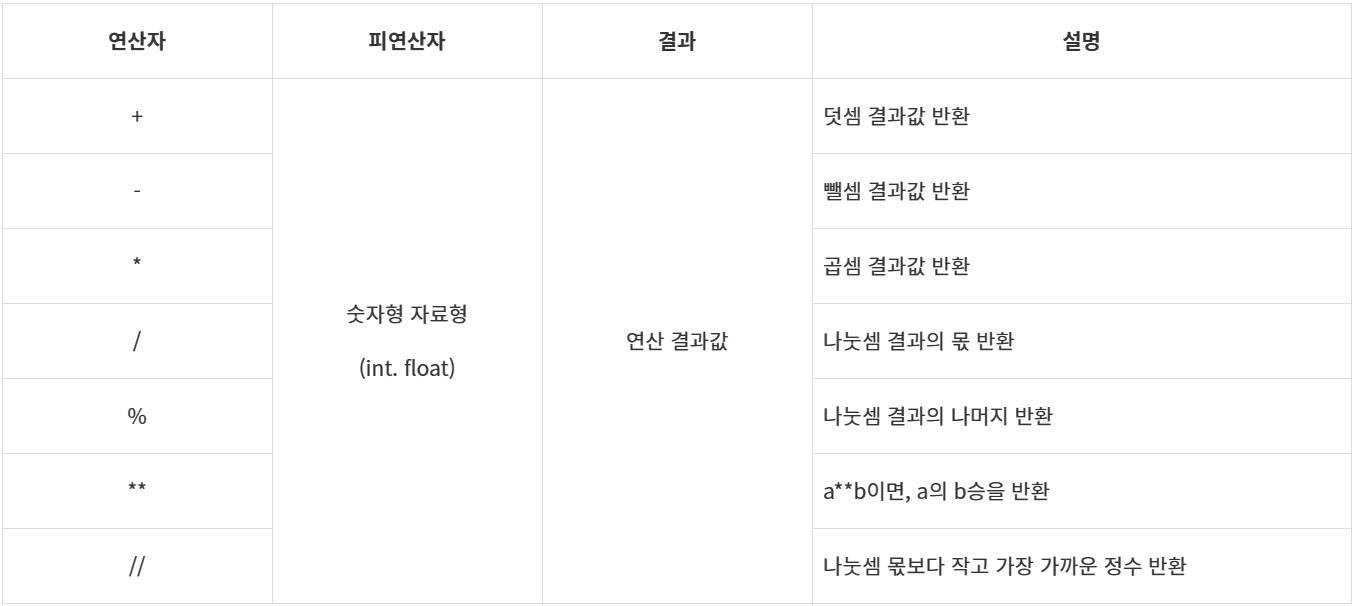 연산자 피연산자 결과 설명
+ 덧셈 결과값 반환
- 뺄셈 결과값 반환
* 곱셈 결과값 반환
숫자형 자료형
/ 연산 결과값 나눗셈 결과의 몫 반환
(int. float)
% 나눗셈 결과의 나머지 반환
** a**b이면, a의 b승을 반환
// 나눗셈 몫보다 작고 가장 가까운 정수 반환